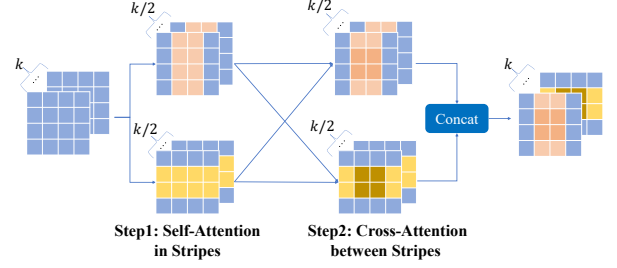 k/2
k/2
k
k
k/2
k/2
Concat
Step1: Self-Attention
in Stripes
Step2: Cross-Attention
between Stripes